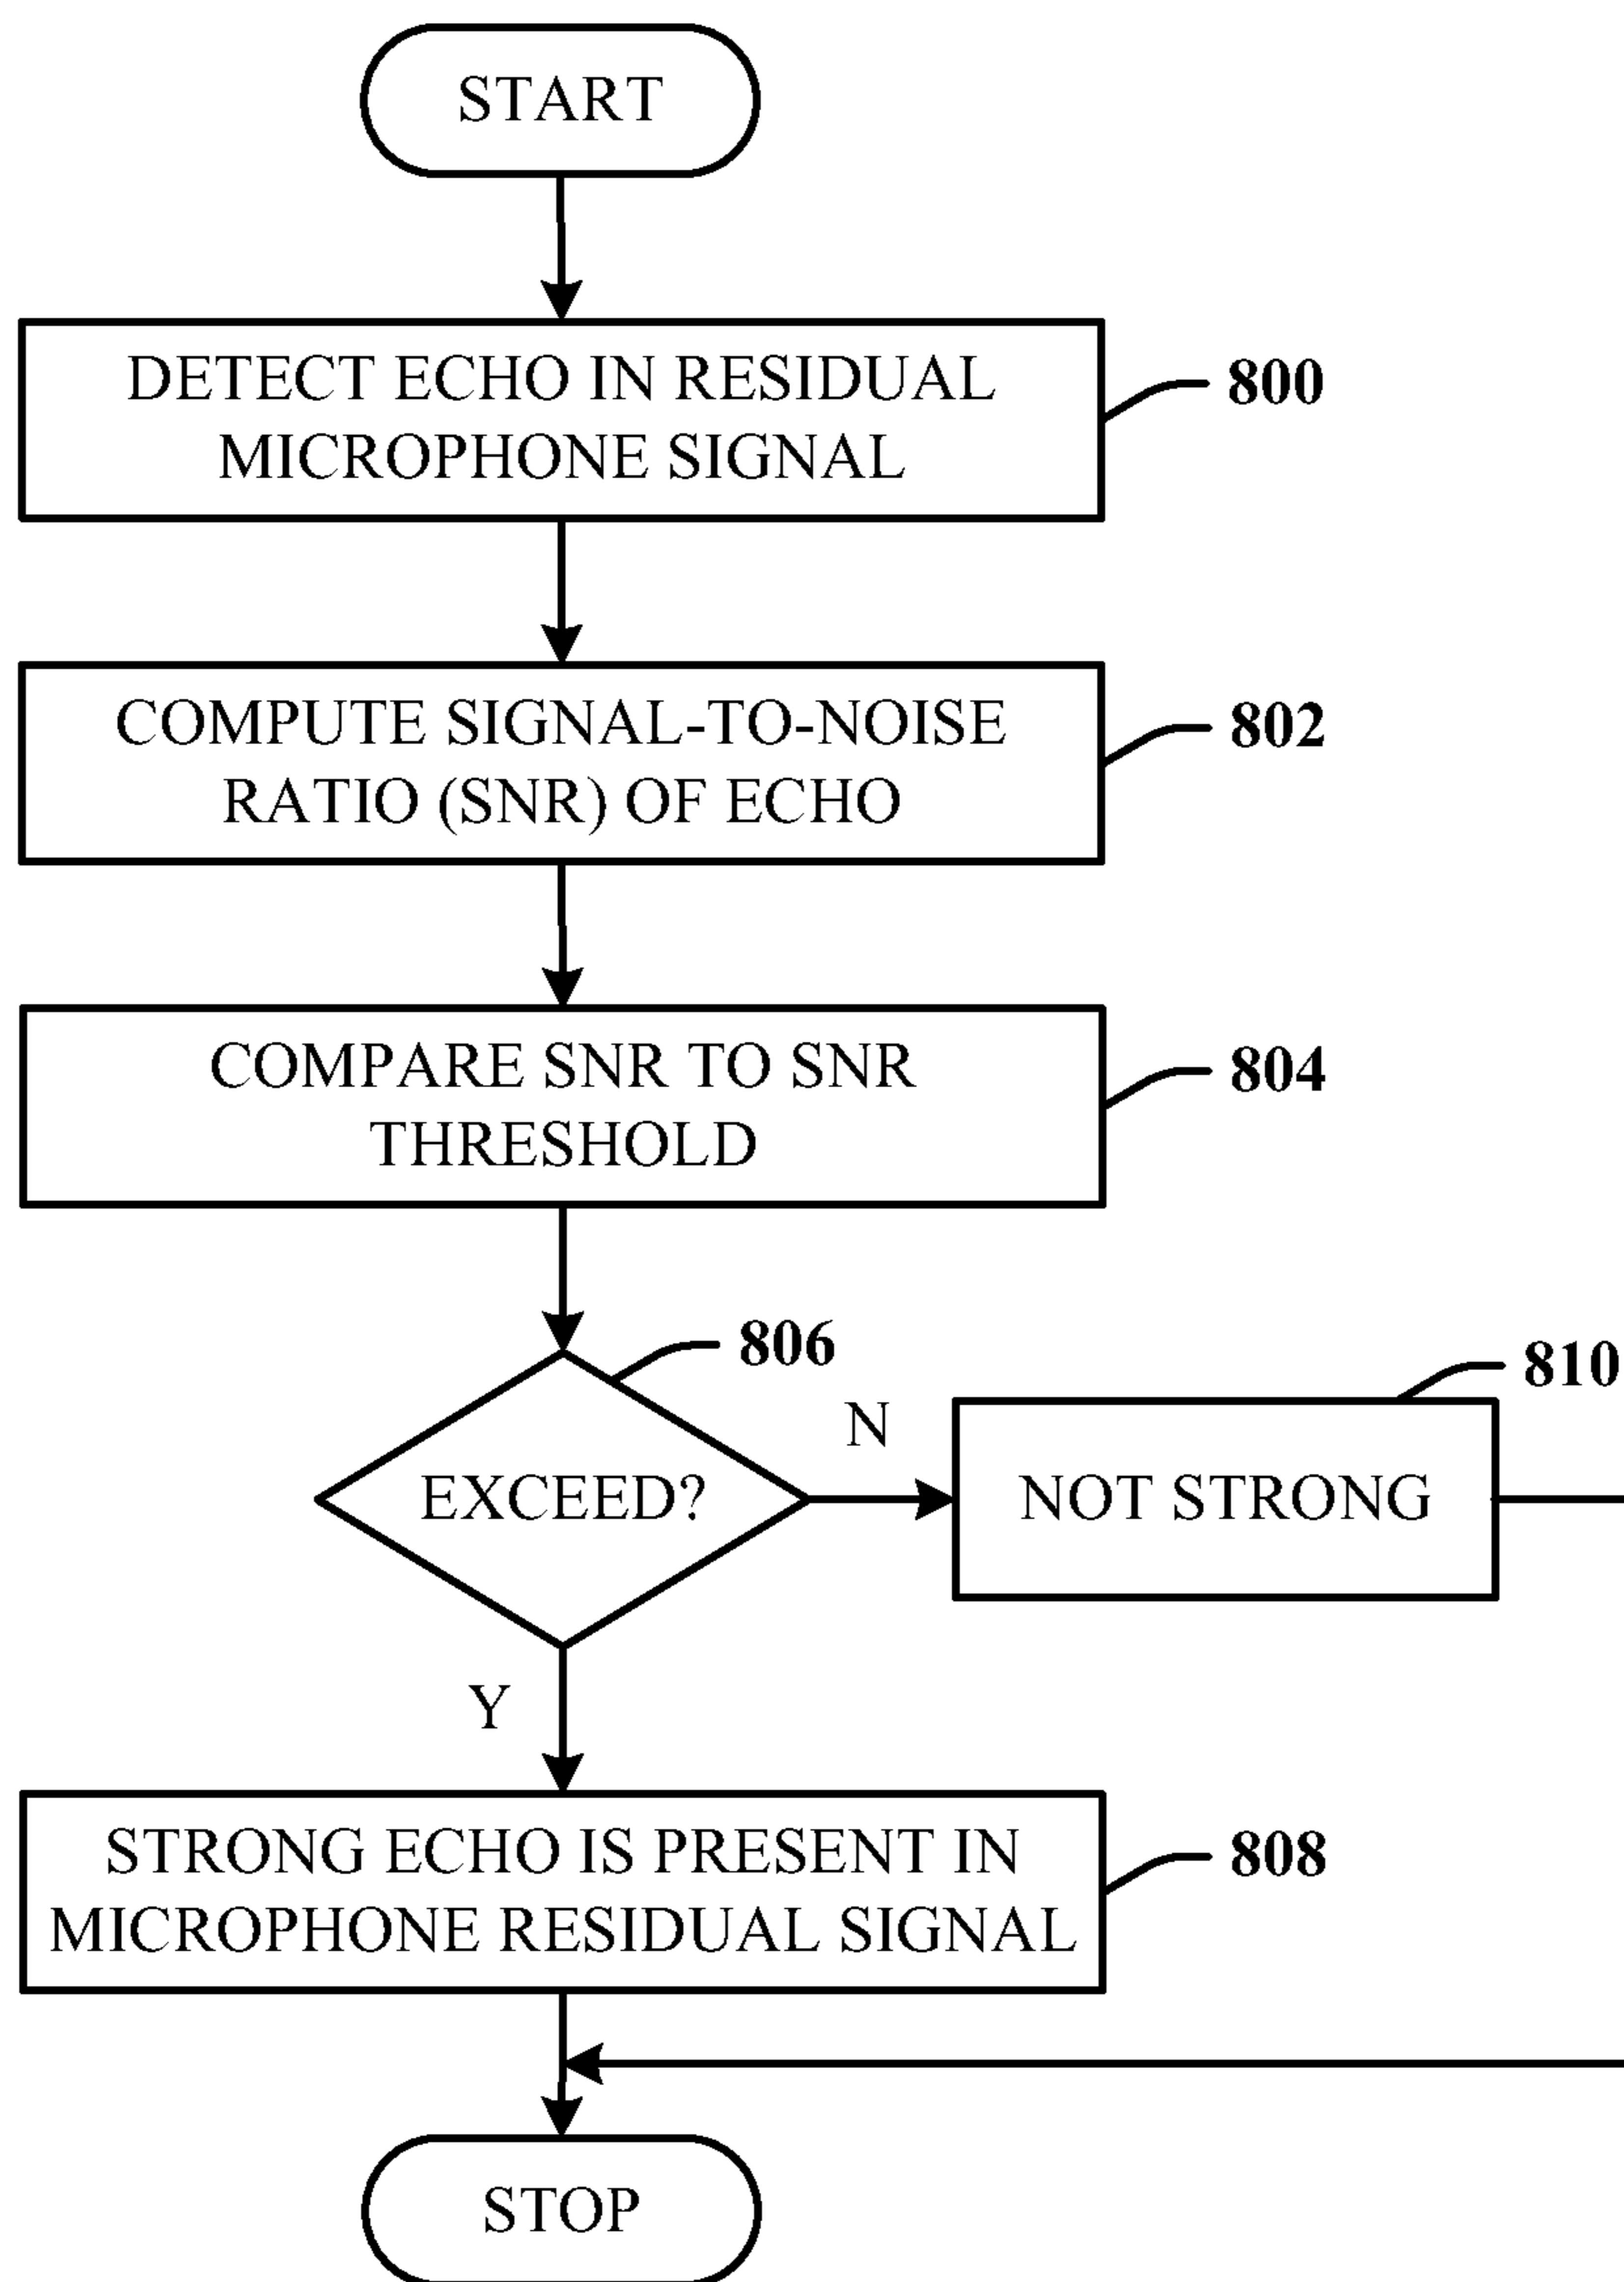 START
DETECT ECHO IN RESIDUAL
MICROPHONE SIGNAL
800
COMPUTE SIGNAL-TO-NOISE
RATIO (SNR) OF ECHO
802
COMPARE SNR TO SNR
THRESHOLD
804
806
EXCEED?
N
810
NOT STRONG
Y
STRONG ECHO IS PRESENT IN
MICROPHONE RESIDUAL SIGNAL
808
STOP